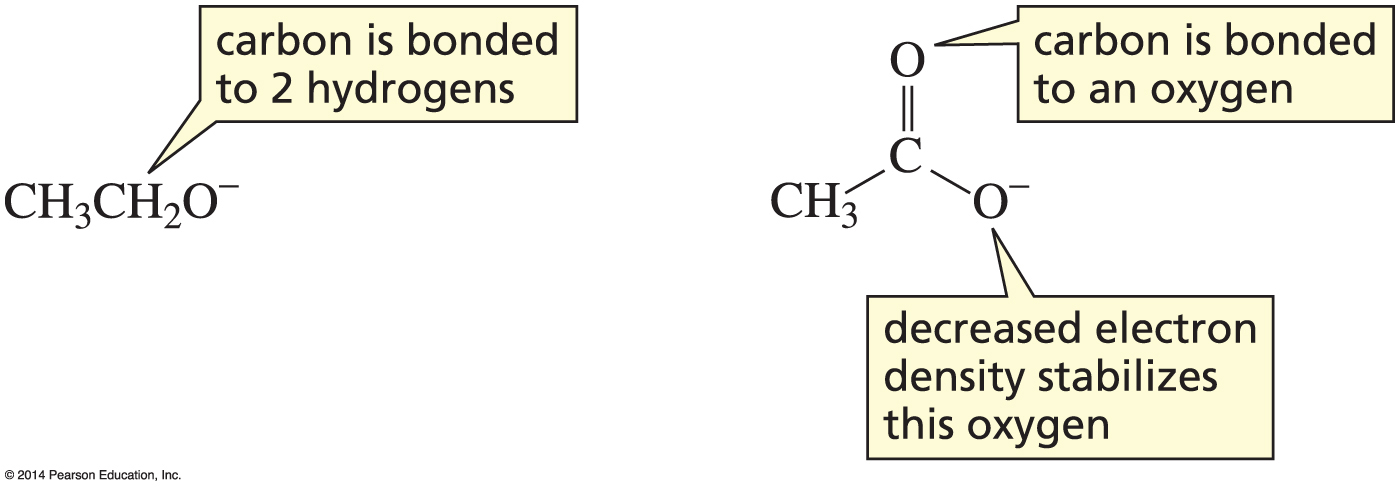 carbon is bonded
to 2 hydrogens
CH₃CH₂O⁻
carbon is bonded
to an oxygen
O
C
CH₃
O⁻
decreased electron
density stabilizes
this oxygen
© 2014 Pearson Education, Inc.